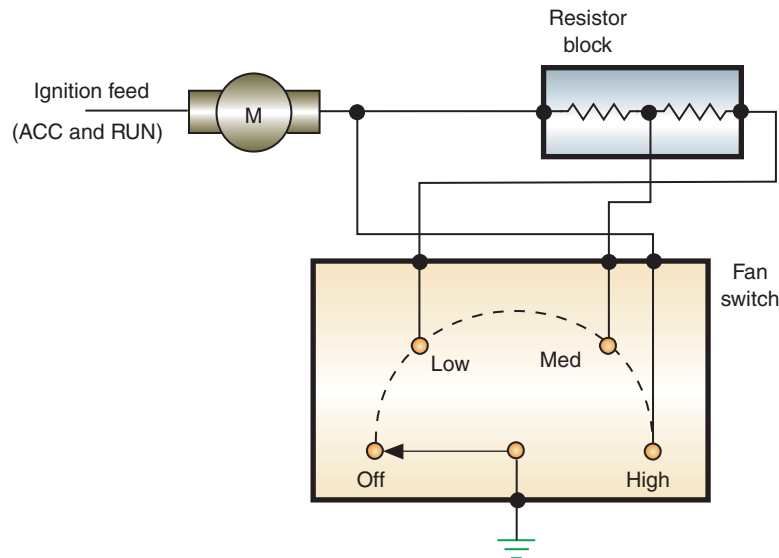 Resistor
block
Ignition feed
(ACC and RUN)
M
Fan
switch
Low
Med
Off
High